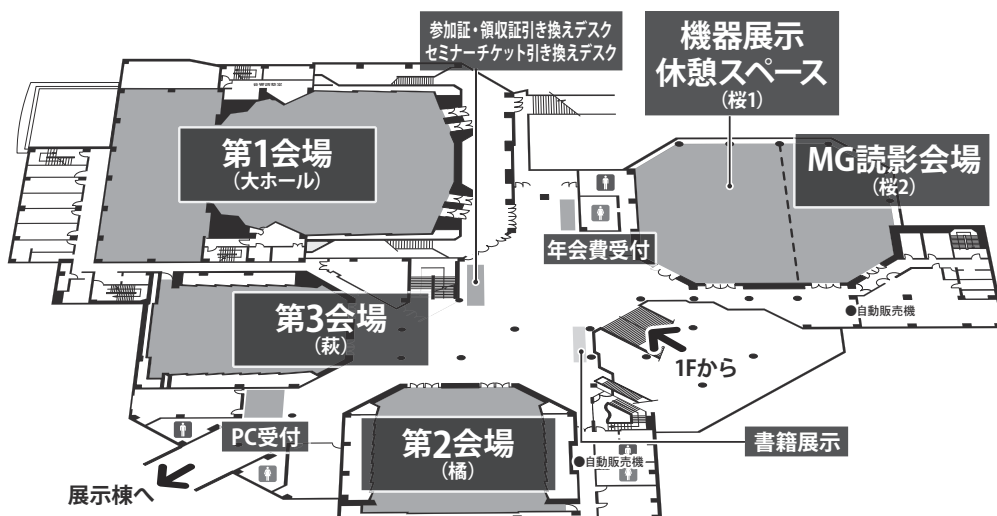 参加証・領収証引き換えデスク
セミナーチケット引き換えデスク
機器展示
休憩スペース
(桜1)
第1会場
(大ホール)
MG読影会場
(桜2)
年会費受付
第3会場
(萩)
●自動販売機
1Fから
PC受付
第2会場
(橘)
書籍展示
●自動販売機
展示棟へ